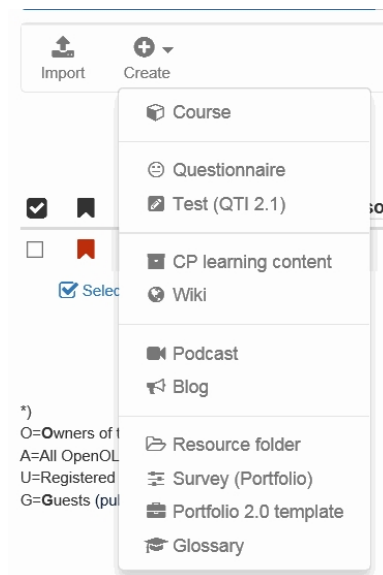 Import
Create
Course
Questionnaire
Test (QTI 2.1)
so
CP learning content
Selec
Wiki
Podcast
Blog
*)
O=Owners of t
A=All OpenOL
U=Registered
G=Guests (pul
Resource folder
Survey (Portfolio)
Portfolio 2.0 template
Glossary